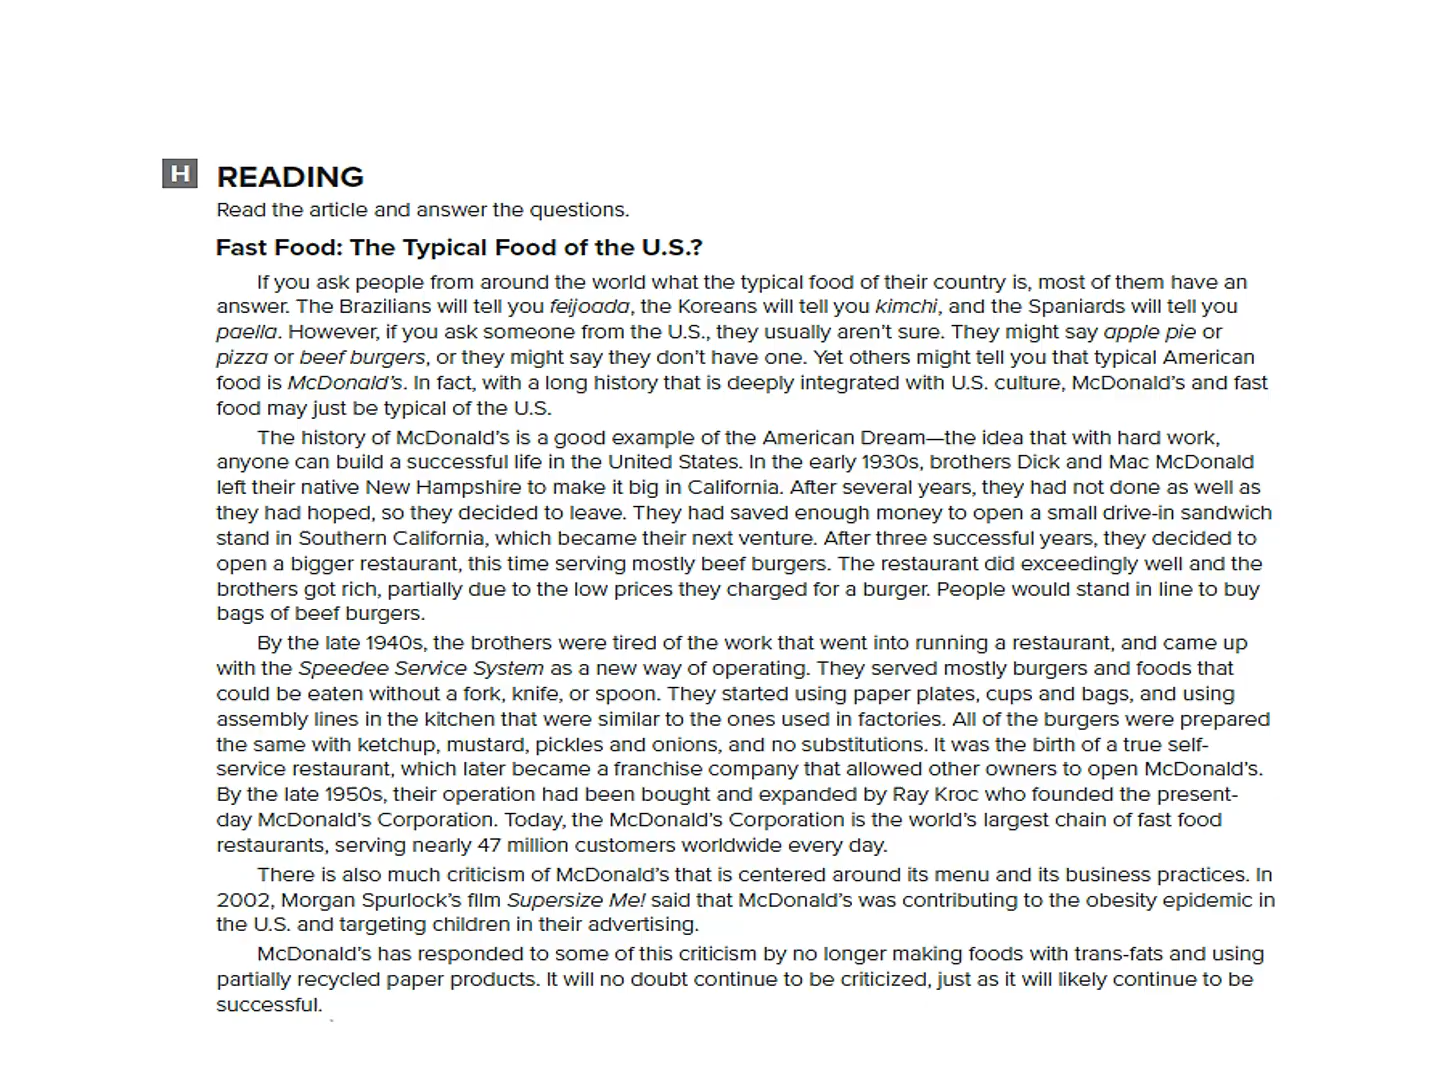 H READING
Read the article and answer the questions.
Fast Food: The Typical Food of the U.S.?
If you ask people from around the world what the typical food of their country is, most of them have an
answer. The Brazilians will tell you feijoada, the Koreans will tell you kimchi, and the Spaniards will tell you
paella. However, if you ask someone from the U.S., they usually aren't sure. They might say apple pie or
pizza or beef burgers, or they might say they don't have one. Yet others might tell you that typical American
food is McDonald's. In fact, with a long history that is deeply integrated with U.S. culture, McDonald's and fast
food may just be typical of the U.S.
The history of McDonald's is a good example of the American Dream—the idea that with hard work,
anyone can build a successful life in the United States. In the early 1930s, brothers Dick and Mac McDonald
left their native New Hampshire to make it big in California. After several years, they had not done as well as
they had hoped, so they decided to leave. They had saved enough money to open a small drive-in sandwich
stand in Southern California, which became their next venture. After three successful years, they decided to
open a bigger restaurant, this time serving mostly beef burgers. The restaurant did exceedingly well and the
brothers got rich, partially due to the low prices they charged for a burger. People would stand in line to buy
bags of beef burgers.
By the late 1940s, the brothers were tired of the work that went into running a restaurant, and came up
with the Speedee Service System as a new way of operating. They served mostly burgers and foods that
could be eaten without a fork, knife, or spoon. They started using paper plates, cups and bags, and using
assembly lines in the kitchen that were similar to the ones used in factories. All of the burgers were prepared
the same with ketchup, mustard, pickles and onions, and no substitutions. It was the birth of a true self-
service restaurant, which later became a franchise company that allowed other owners to open McDonald's.
By the late 1950s, their operation had been bought and expanded by Ray Kroc who founded the present-
day McDonald's Corporation. Today, the McDonald's Corporation is the world's largest chain of fast food
restaurants, serving nearly 47 million customers worldwide every day.
There is also much criticism of McDonald's that is centered around its menu and its business practices. In
2002, Morgan Spurlock's film Supersize Me! said that McDonald's was contributing to the obesity epidemic in
the U.S. and targeting children in their advertising.
McDonald's has responded to some of this criticism by no longer making foods with trans-fats and using
partially recycled paper products. It will no doubt continue to be criticized, just as it will likely continue to be
successful.